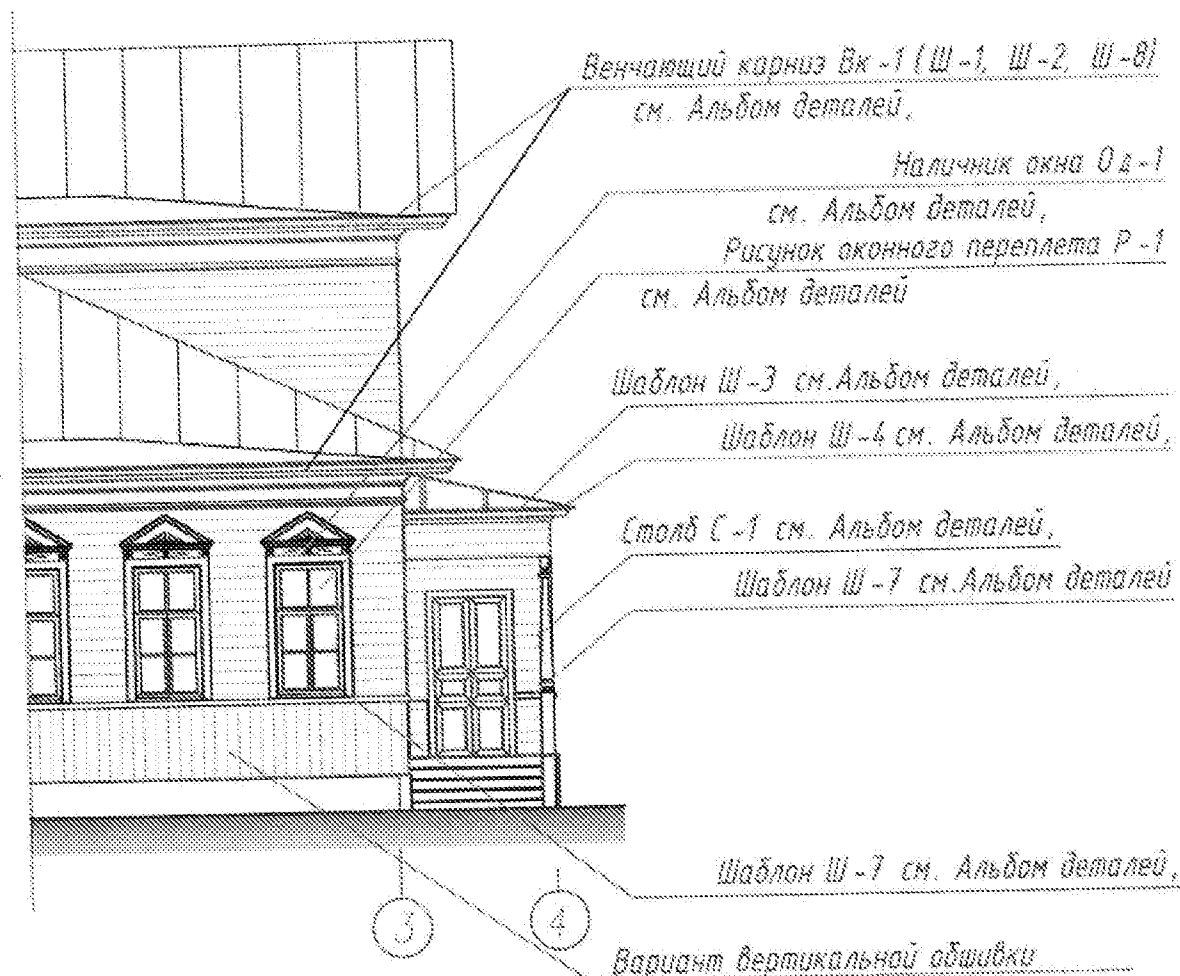 Венчающий карниз Вк-1 (Ш-1, Ш-2, Ш-8)
см. Альбом деталей,
Наличник окна Од-1
см. Альбом деталей,
Рисунок оконного переплета Р-1
см. Альбом деталей
Шаблон Ш-3 см.Альбом деталей,
Шаблон Ш-4 см. Альбом деталей,
Столб С-1 см. Альбом деталей,
Шаблон Ш-7 см.Альбом деталей
Шаблон Ш-7 см. Альбом деталей,
3
4
Вариант вертикальной обшивки